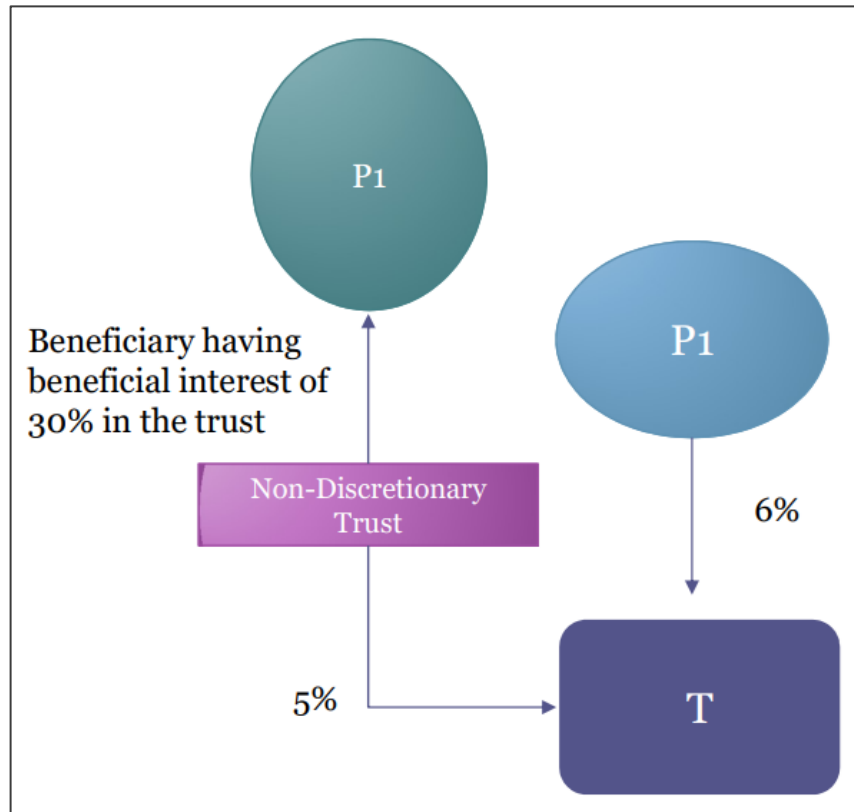 P1
P1
Beneficiary having
beneficial interest of
30% in the trust
Non-Discretionary
Trust
6%
5%
T